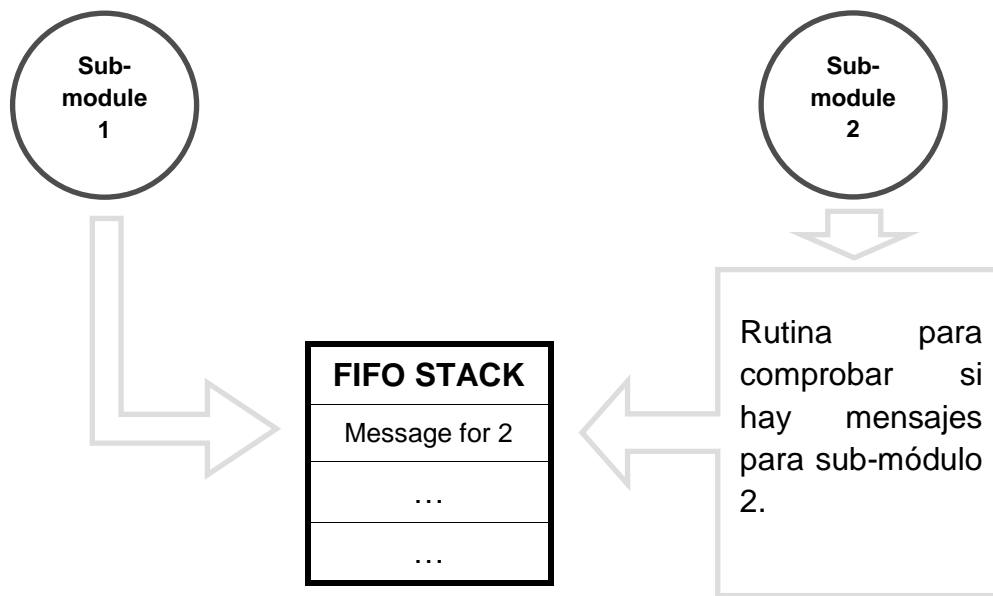 Sub-
module
1
Sub-
module
2
FIFO STACK
Message for 2
…
…
Rutina para
comprobar si
hay mensajes
para sub-módulo
2.